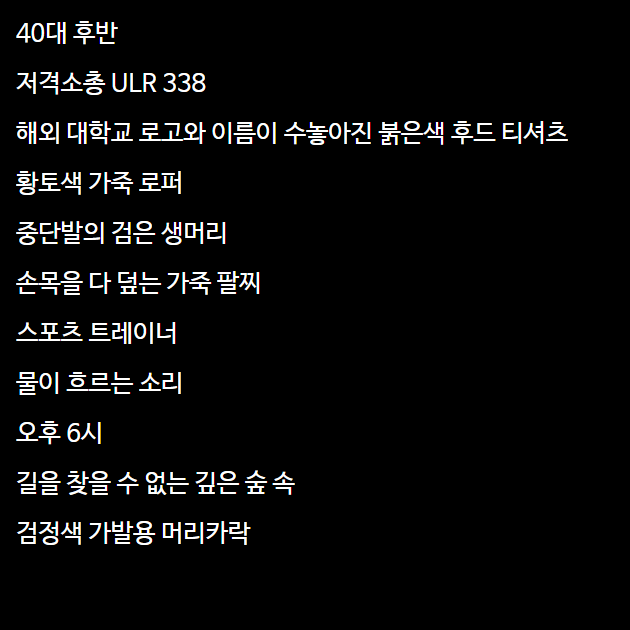 40대 후반
저격소총 ULR 338
해외 대학교 로고와 이름이 수놓아진 붉은색 후드 티셔츠
황토색 가죽 로퍼
중단발의 검은 생머리
손목을 다 덮는 가죽 팔찌
스포츠 트레이너
물이 흐르는 소리
오후 6시
길을 찾을 수 없는 깊은 숲 속
검정색 가발용 머리카락